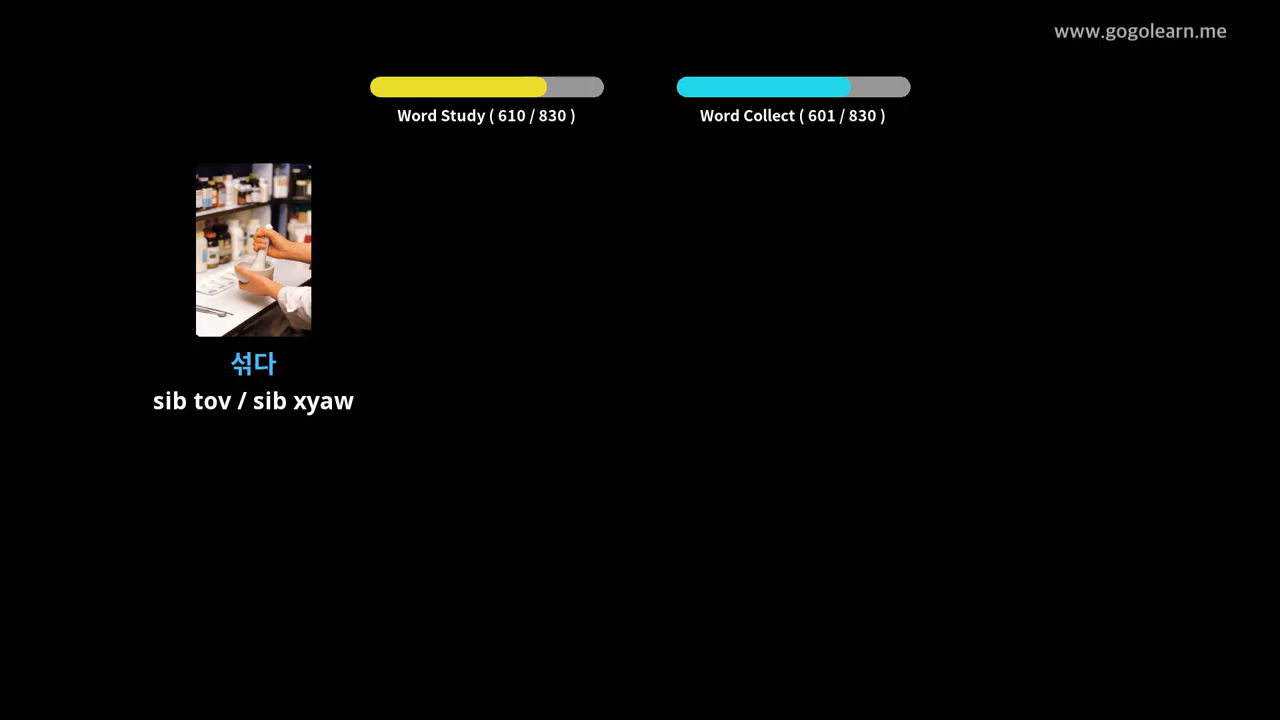 www.gogolearn.me
Word Study ( 610 / 830 )
Word Collect ( 601 / 830 )
섞다
sib tov / sib xyaw